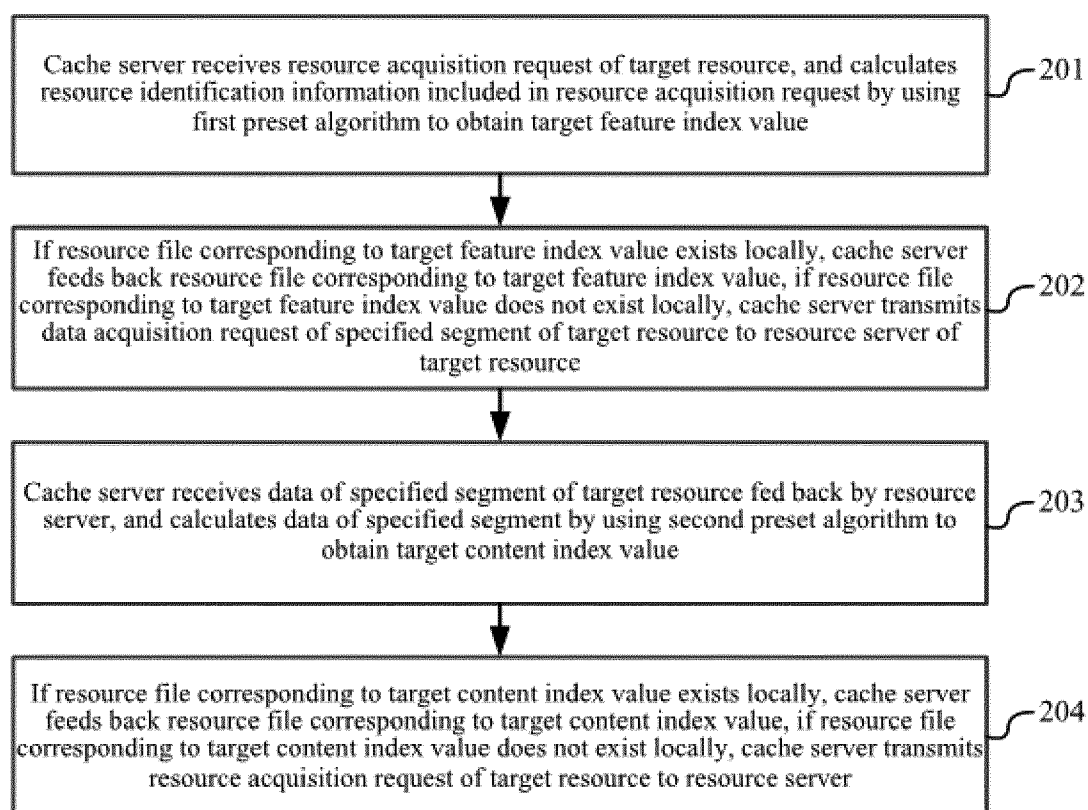 Cache server receives resource acquisition request of target resource, and calculates
resource identification information included in resource acquisition request by using
first preset algorithm to obtain target feature index value
201
If resource file corresponding to target feature index value exists locally, cache server
feeds back resource file corresponding to target feature index value, if resource file
corresponding to target feature index value does not exist locally, cache server transmits
data acquisition request of specified segment of target resource to resource server of
target resource
202
Cache server receives data of specified segment of target resource fed back by resource
server, and calculates data of specified segment by using second preset algorithm to
obtain target content index value
203
If resource file corresponding to target content index value exists locally, cache server
feeds back resource file corresponding to target content index value, if resource file
corresponding to target content index value does not exist locally, cache server transmits
resource acquisition request of target resource to resource server
204